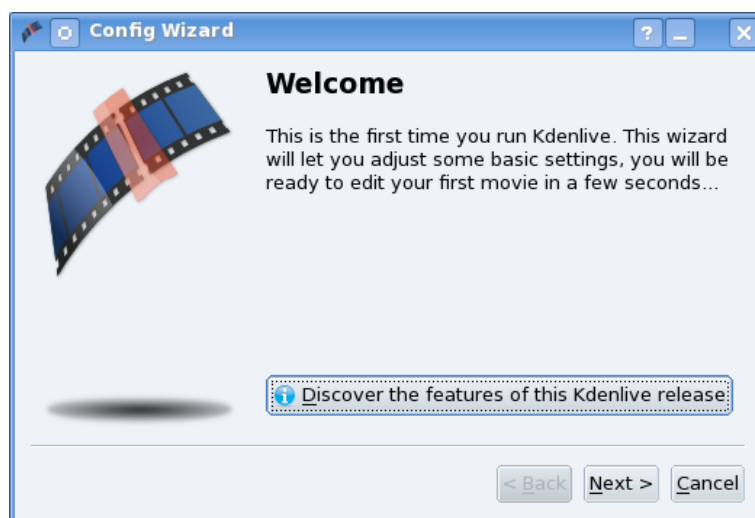 Config Wizard
?
Welcome
This is the first time you run Kdenlive. This wizard
will let you adjust some basic settings, you will be
ready to edit your first movie in a few seconds...
Discover the features of this Kdenlive release
< Back Next > Cancel